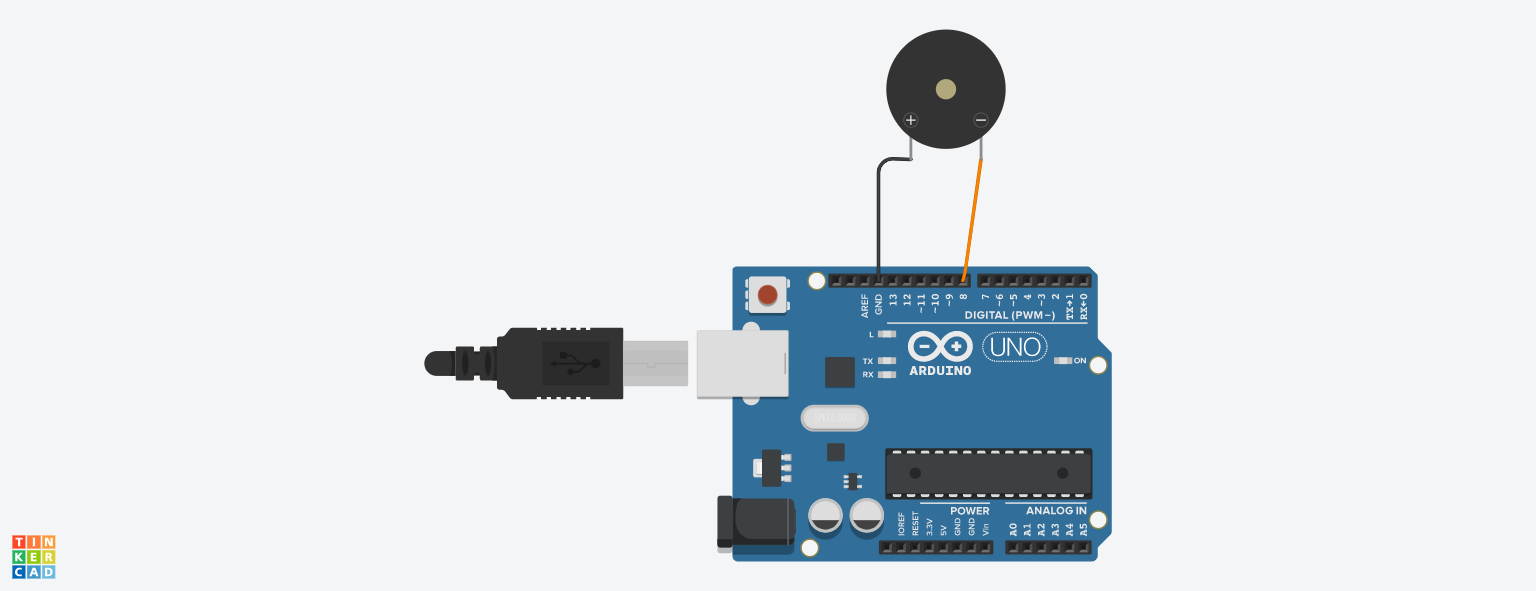 + −
AREF
GND
13
12
~11
~10
~9
8
7
~6
~5
4
~3
2
TX→1
RX←0
DIGITAL (PWM~)
L
TX
RX
ARDUINO
UNO
ON
POWER
ANALOG IN
IOREF
RESET
3.3V
5V
GND
GND
Vin
A0
A1
A2
A3
A4
A5
TIN
KER
CAD